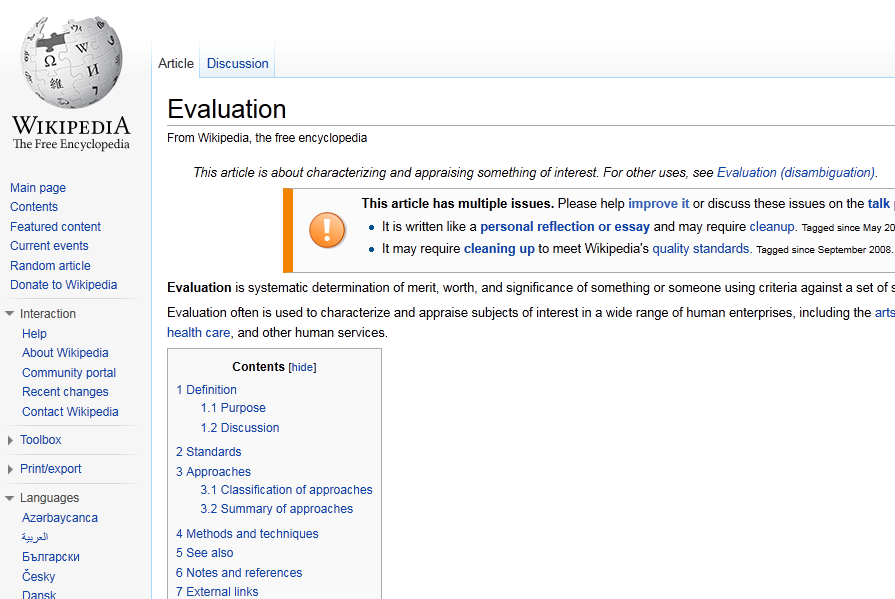 WIKIPEDIA
The Free Encyclopedia
Main page
Contents
Featured content
Current events
Random article
Donate to Wikipedia
Interaction
Help
About Wikipedia
Community portal
Recent changes
Contact Wikipedia
Toolbox
Print/export
Languages
Azərbaycanca
العربية
Български
Česky
Dansk
Article Discussion
Evaluation
From Wikipedia, the free encyclopedia
This article is about characterizing and appraising something of interest. For other uses, see Evaluation (disambiguation).
This article has multiple issues. Please help improve it or discuss these issues on the talk
It is written like a personal reflection or essay and may require cleanup. Tagged since May 20
It may require cleaning up to meet Wikipedia's quality standards. Tagged since September 2008.
Evaluation is systematic determination of merit, worth, and significance of something or someone using criteria against a set of s
Evaluation often is used to characterize and appraise subjects of interest in a wide range of human enterprises, including the arts
health care, and other human services.
Contents [hide]
1 Definition
1.1 Purpose
1.2 Discussion
2 Standards
3 Approaches
3.1 Classification of approaches
3.2 Summary of approaches
4 Methods and techniques
5 See also
6 Notes and references
7 External links